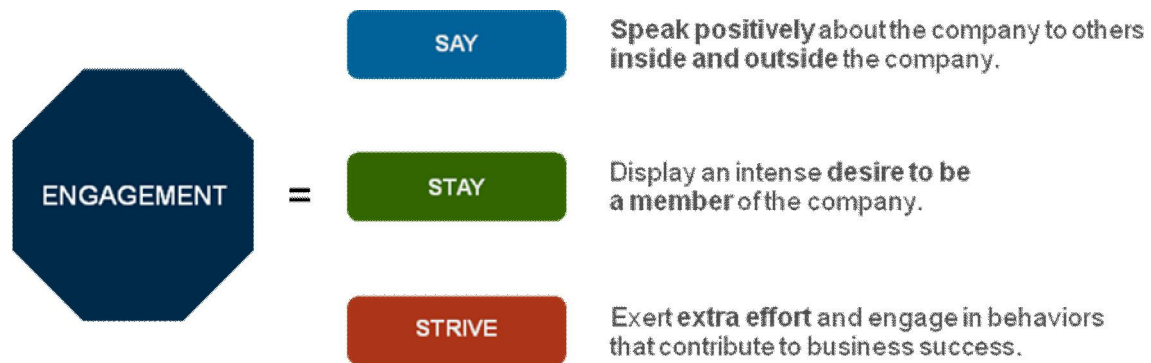 ENGAGEMENT
=
SAY
Speak positively about the company to others
inside and outside the company.
STAY
Display an intense desire to be
a member of the company.
STRIVE
Exert extra effort and engage in behaviors
that contribute to business success.